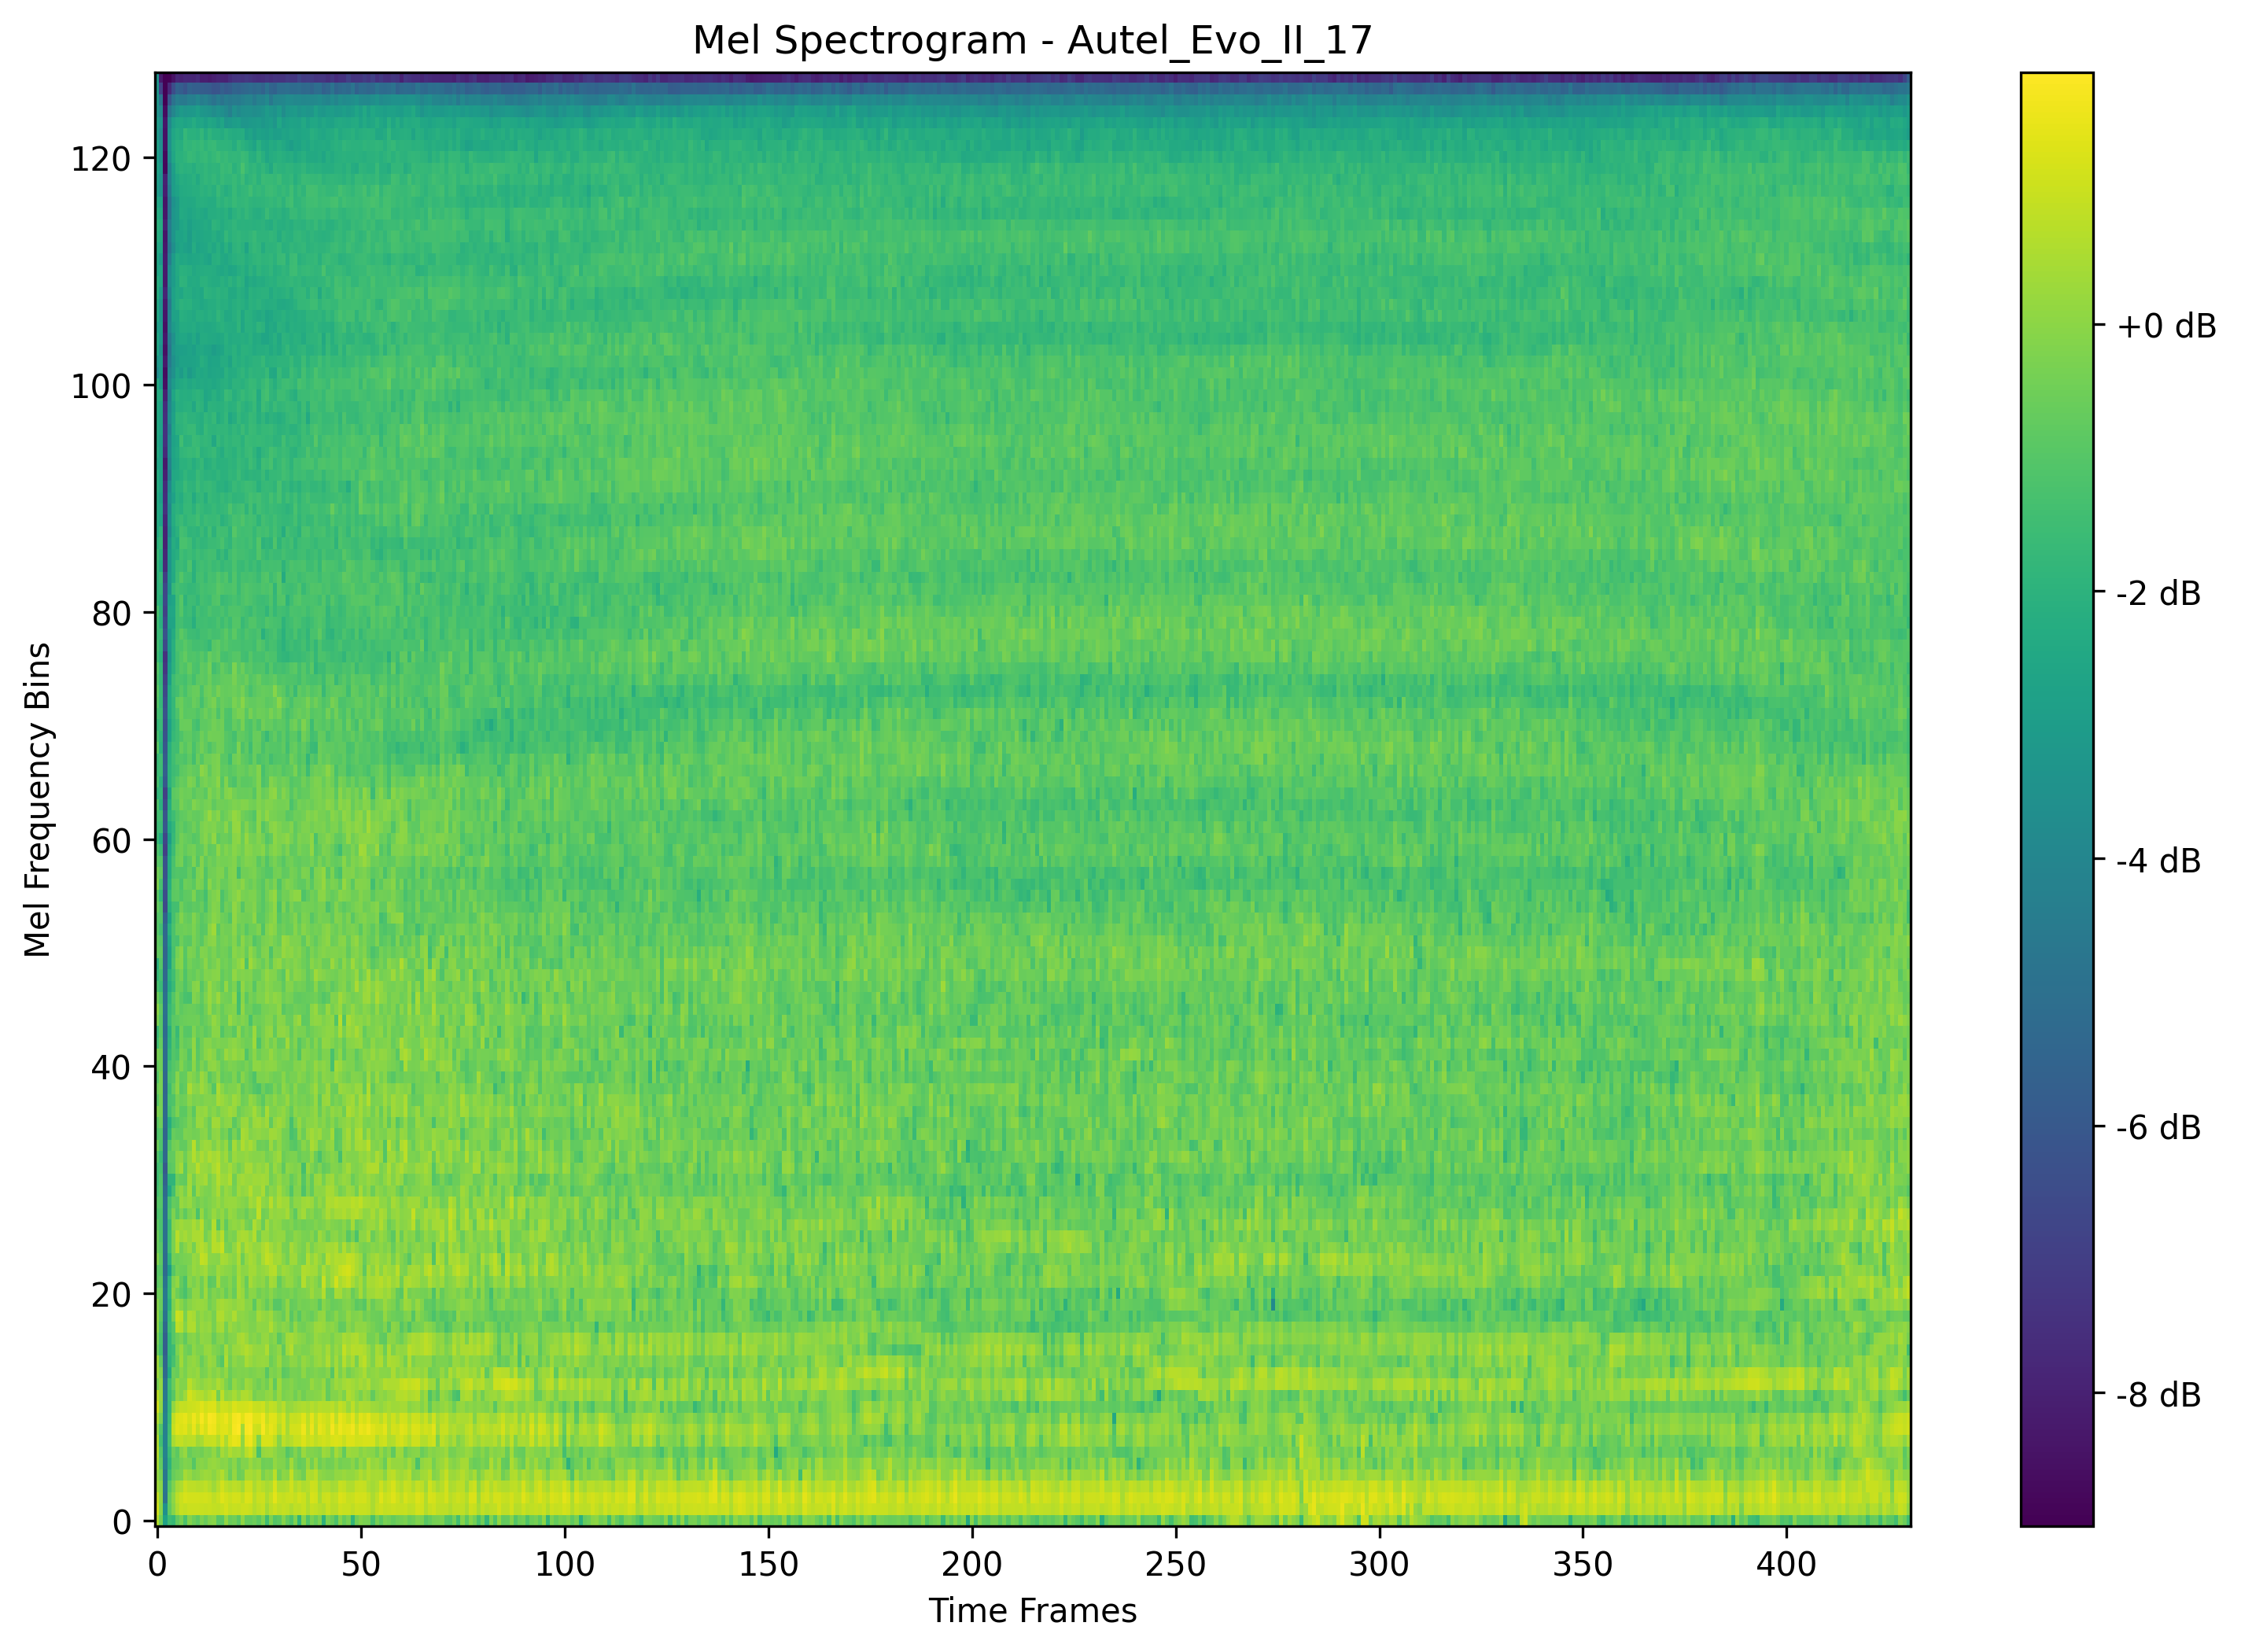 Mel Spectrogram - Autel_Evo_II_17
Mel Frequency Bins
120
100
80
60
40
20
0
0 50 100 150 200 250 300 350 400
Time Frames
+0 dB
-2 dB
-4 dB
-6 dB
-8 dB